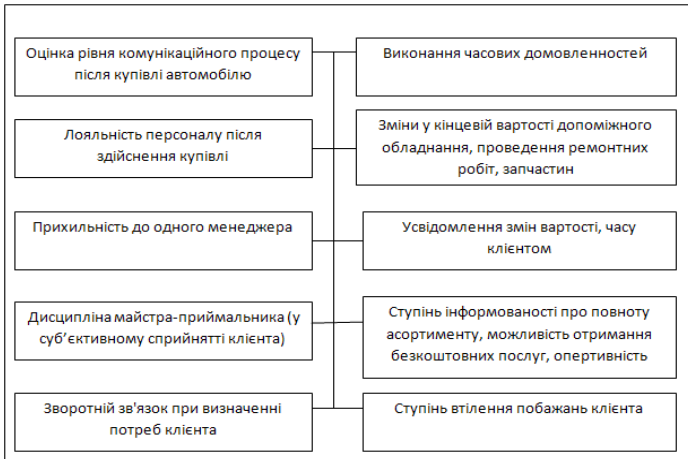 Оцінка рівня комунікаційного процесу
після купівлі автомобілю
Виконання часових домовленностей
Лояльність персоналу після
здійснення купівлі
Зміни у кінцевій вартості допоміжного
обладнання, проведення ремонтних
робіт, запчастин
Прихильність до одного менеджера
Усвідомлення змін вартості, часу
клієнтом
Дисципліна майстра-приймальника (у
суб’єктивному сприйнятті клієнта)
Ступінь інформованості про повноту
асортименту, можливість отримання
безкоштовних послуг, оперативність
Зворотній зв'язок при визначенні
потреб клієнта
Ступінь втілення побажань клієнта